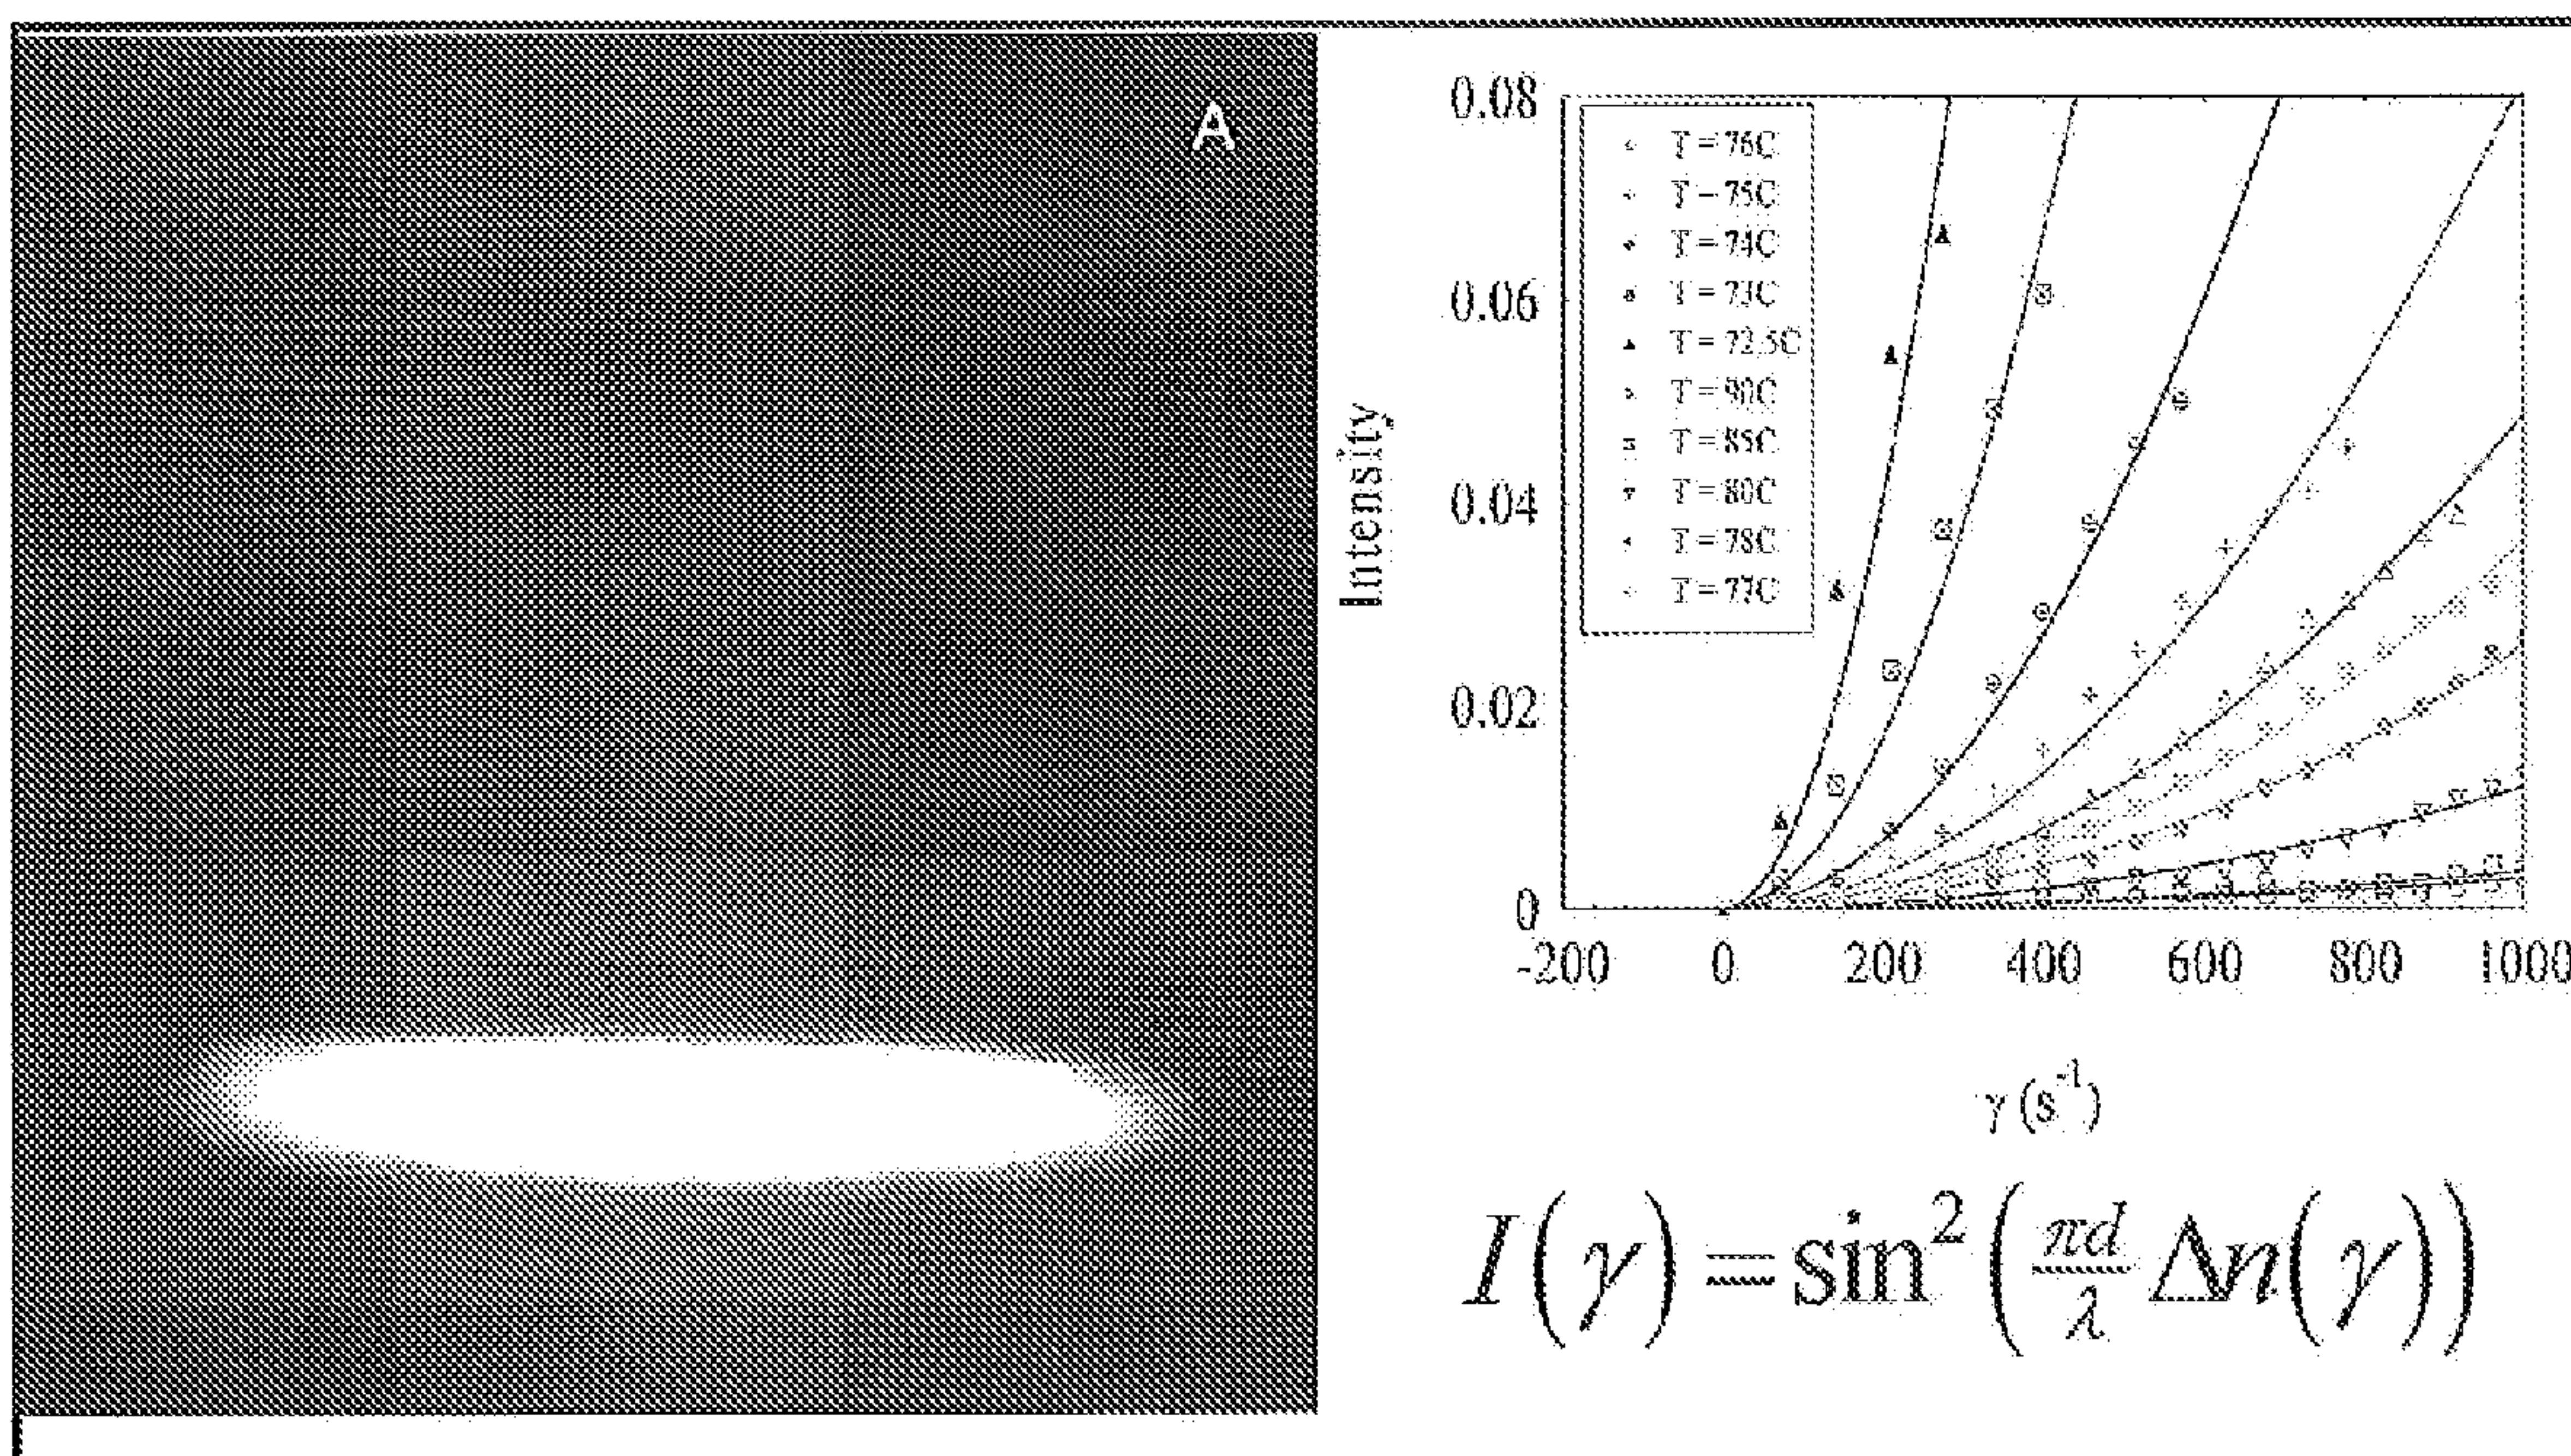 A
0.08
0.06
0.04
0.02
0
Intensity
T = 76C
T = 75C
T = 74C
T = 73C
T = 72.5C
T = 90C
T = 85C
T = 80C
T = 78C
T = 77C
-200 0 200 400 600 800 1000
γ (s⁻¹)
I(γ) = sin²(πd/λ Δn(γ))